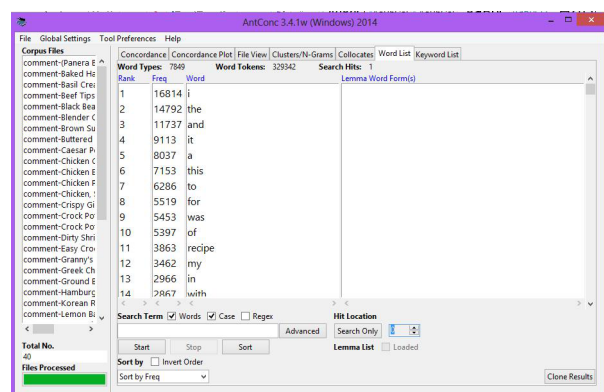 AntConc 3.4.1w (Windows) 2014
File Global Settings Tool Preferences Help
Corpus Files
comment-(Panera B
comment-Baked Ha
comment-Basil Crea
comment-Beef Tips
comment-Black Bea
comment-Blender C
comment-Brown Su
comment-Buttered
comment-Caesar Pa
comment-Chicken C
comment-Chicken E
comment-Chicken F
comment-Chicken,
comment-Crispy Gi
comment-Crock Po
comment-Crock Po
comment-Dirty Shri
comment-Easy Cro
comment-Granny's
comment-Greek Ch
comment-Ground B
comment-Hamburg
comment-Korean R
comment-Lemon Ba
Total No.
40
Files Processed
Concordance Concordance Plot File View Clusters/N-Grams Collocates Word List Keyword List
Word Types: 7849 Word Tokens: 329342 Search Hits: 1
Rank Freq Word Lemma Word Form(s)
1 16814 i
2 14792 the
3 11737 and
4 9113 it
5 8037 a
6 7153 this
7 6286 to
8 5519 for
9 5453 was
10 5397 of
11 3863 recipe
12 3462 my
13 2966 in
14 2867 with
Search Term Words Case Regex Hit Location
Advanced Search Only
Start Stop Sort Lemma List Loaded
Sort by Invert Order
Sort by Freq
Clone Results